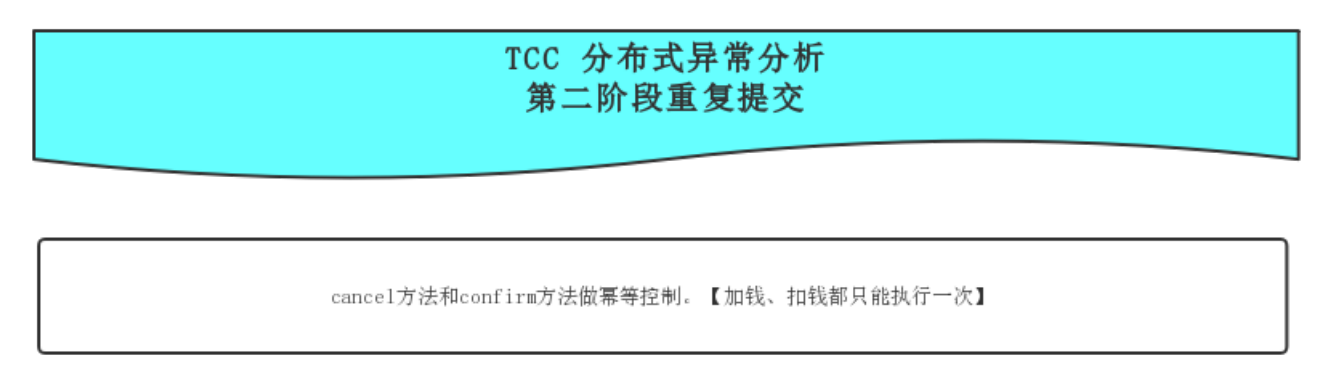 TCC 分布式异常分析
第二阶段重复提交
cancel方法和confirm方法做幂等控制。【加钱、扣钱都只能执行一次】